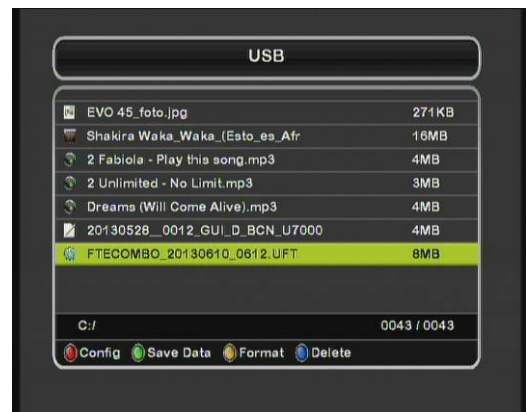 USB
EVO 45_foto.jpg 271KB
Shakira Waka_Waka_(Esto_es_Afr 16MB
2 Fabiola - Play this song.mp3 4MB
2 Unlimited - No Limit.mp3 3MB
Dreams (Will Come Alive).mp3 4MB
20130528__0012_GUI_D_BCN_U7000 4MB
FTECOMBO_20130610_0612.UFT 8MB
C:/ 0043 / 0043
Config Save Data Format Delete